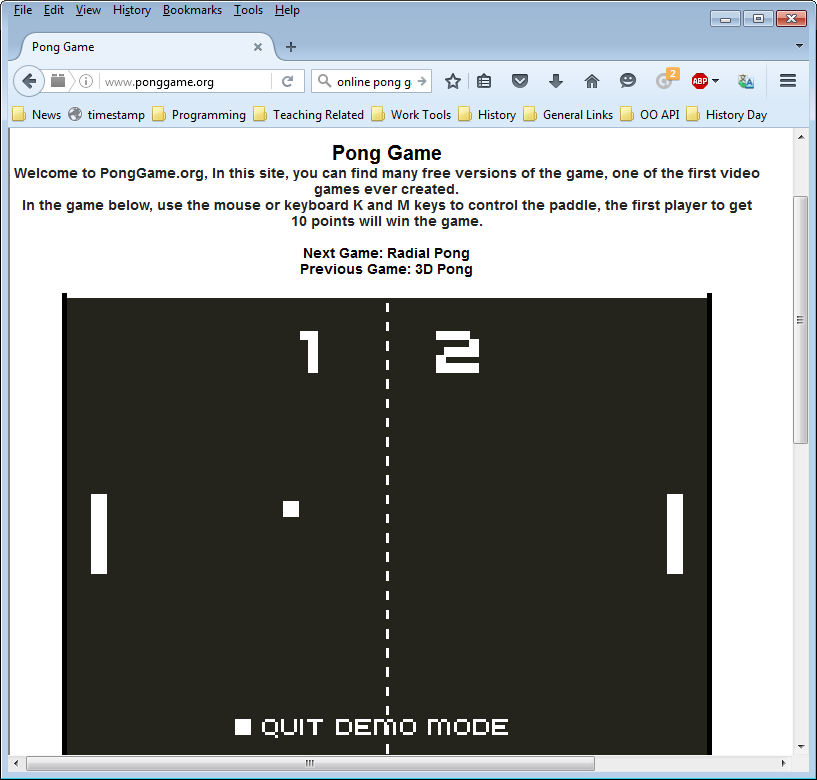 File Edit View History Bookmarks Tools Help
Pong Game
www.ponggame.org
online pong g
2
ABP
News timestamp Programming Teaching Related Work Tools History General Links OO API History Day
Pong Game
Welcome to PongGame.org, In this site, you can find many free versions of the game, one of the first video
games ever created.
In the game below, use the mouse or keyboard K and M keys to control the paddle, the first player to get
10 points will win the game.
Next Game: Radial Pong
Previous Game: 3D Pong
1 2
QUIT DEMO MODE